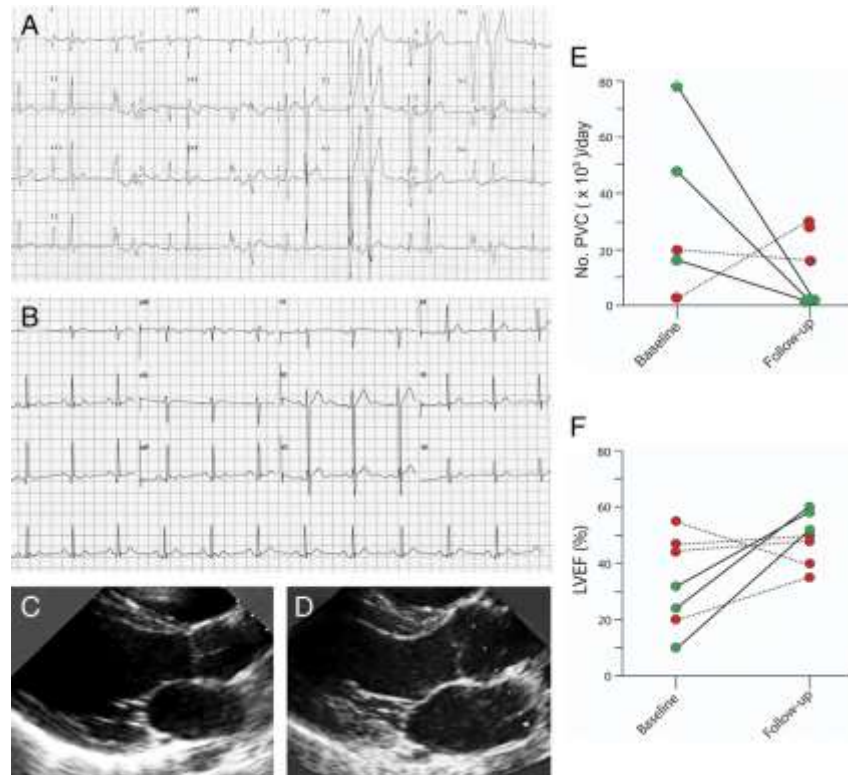 A
B
C
D
E
80
60
40
20
0
No. PVC ( x 10³)/day
Baseline
Follow-up
F
80
60
40
20
0
LVEF (%)
Baseline
Follow-up